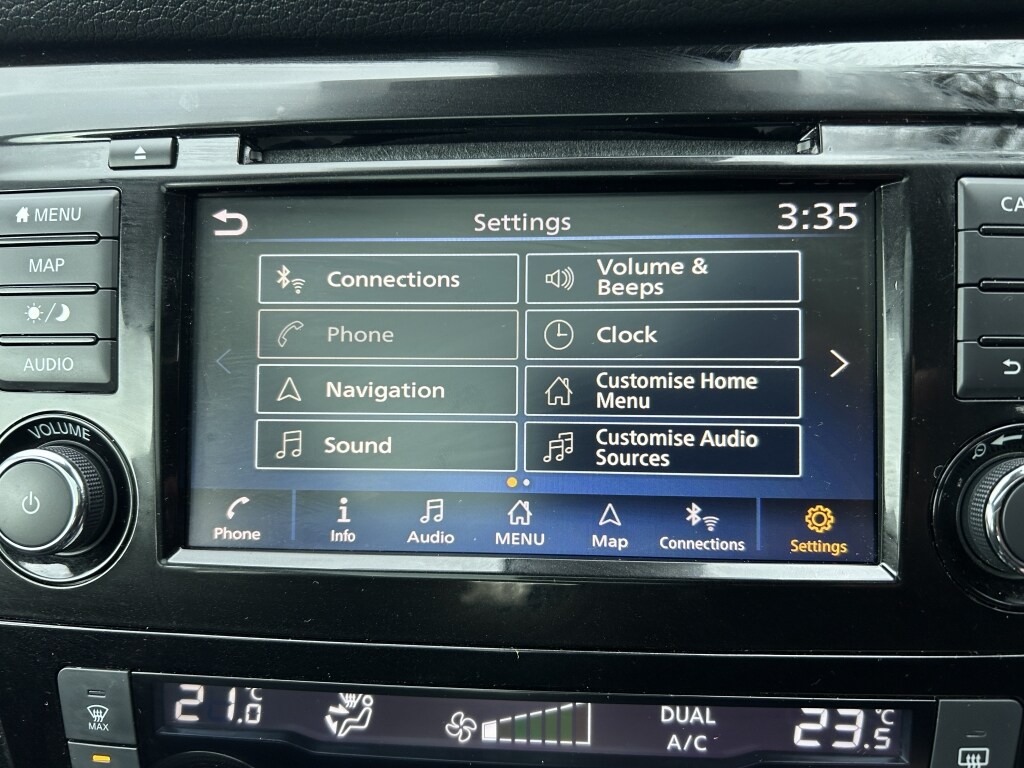 MENU
MAP
AUDIO
VOLUME
CA
Settings
3:35
Connections
Volume &
Beeps
Phone
Clock
Navigation
Customise Home
Menu
Sound
Customise Audio
Sources
Phone
Info
Audio
MENU
Map
Connections
Settings
MAX
21.0 °C
DUAL
A/C
23.5 °C